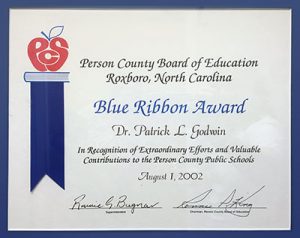 PCS
Person County Board of Education
Roxboro, North Carolina
Blue Ribbon Award
Dr. Patrick L. Godwin
In Recognition of Extraordinary Efforts and Valuable
Contributions to the Person County Public Schools
August 1, 2002
Ronnie G. Bugnar
Superintendent
Chairman, Person County Board of Education